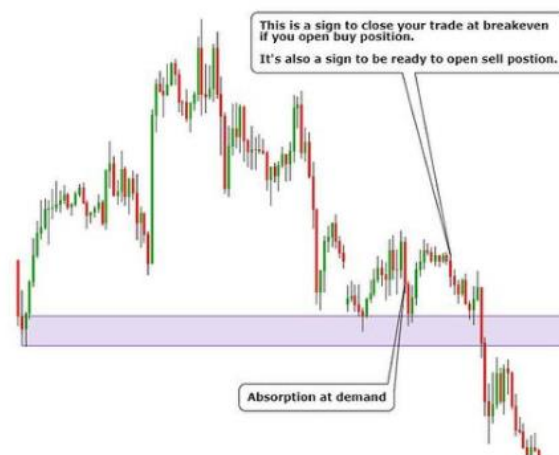 This is a sign to close your trade at breakeven
if you open buy position.
It's also a sign to be ready to open sell postion.
Absorption at demand